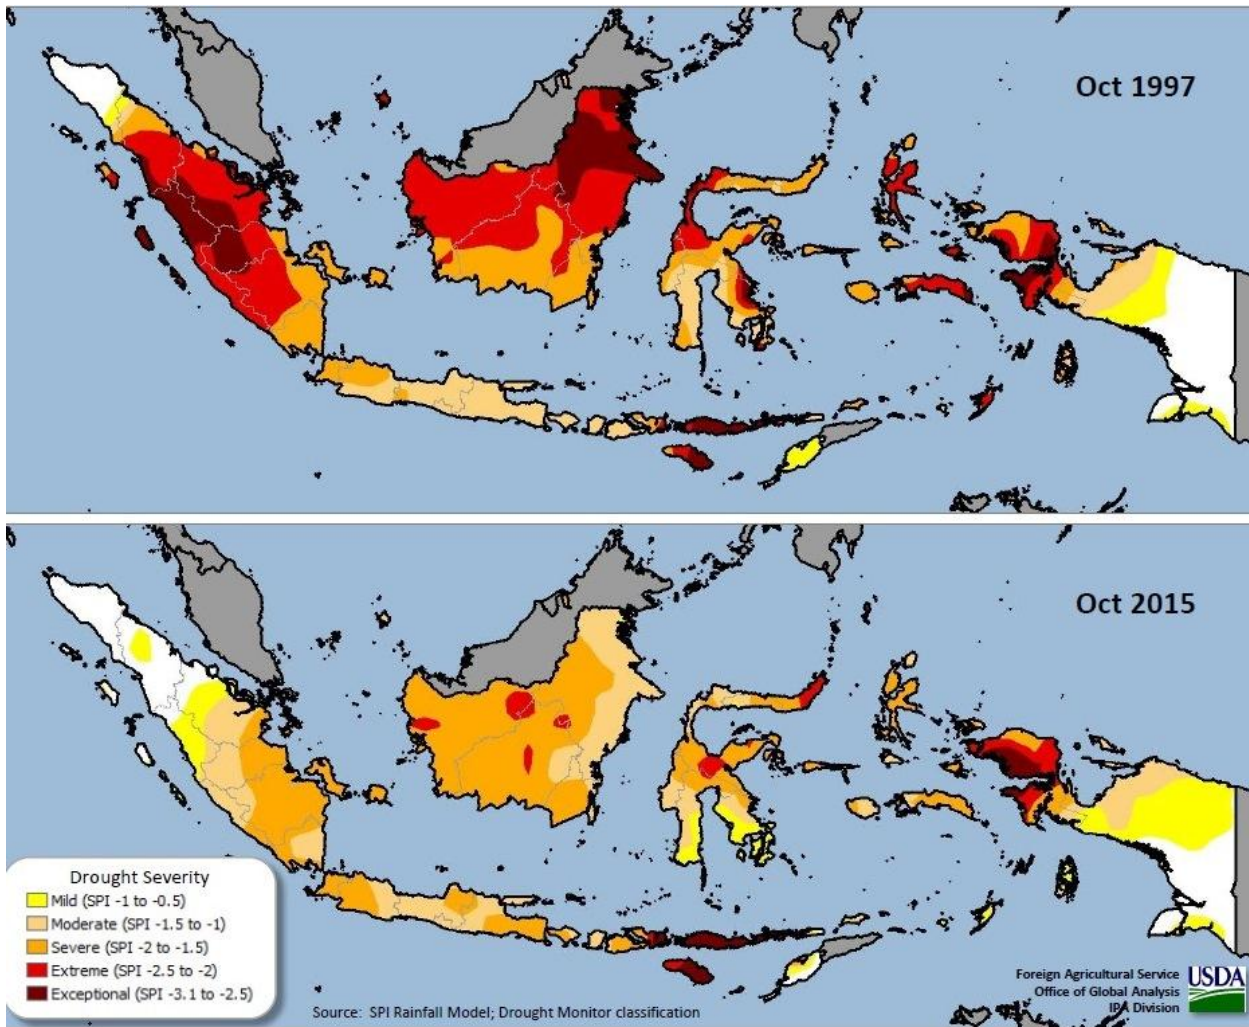 Oct 1997
Oct 2015
Drought Severity
Mild (SPI -1 to -0.5)
Moderate (SPI -1.5 to -1)
Severe (SPI -2 to -1.5)
Extreme (SPI -2.5 to -2)
Exceptional (SPI -3.1 to -2.5)
Source: SPI Rainfall Model; Drought Monitor classification
Foreign Agricultural Service
Office of Global Analysis
IPA Division
USDA